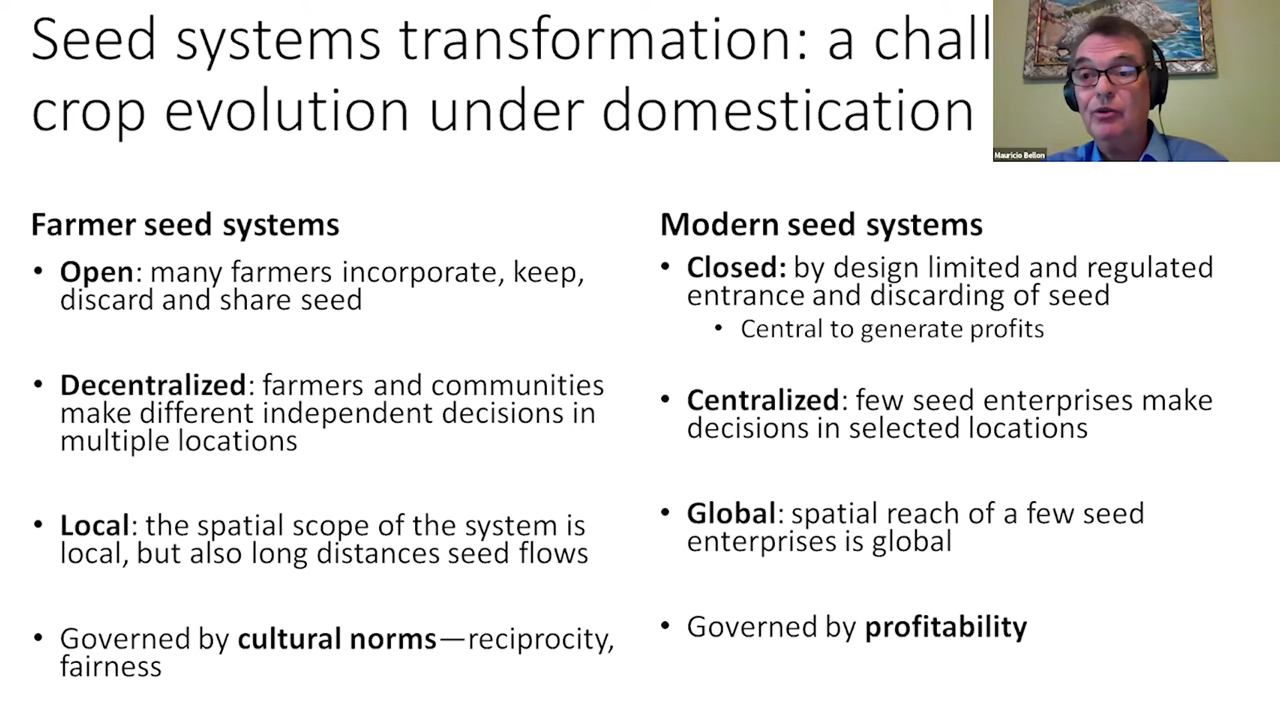 Seed systems transformation: a chall
crop evolution under domestication
Mauricio Bellon
Farmer seed systems
• Open: many farmers incorporate, keep,
discard and share seed
• Decentralized: farmers and communities
make different independent decisions in
multiple locations
• Local: the spatial scope of the system is
local, but also long distances seed flows
• Governed by cultural norms—reciprocity,
fairness
Modern seed systems
• Closed: by design limited and regulated
entrance and discarding of seed
• Central to generate profits
• Centralized: few seed enterprises make
decisions in selected locations
• Global: spatial reach of a few seed
enterprises is global
• Governed by profitability